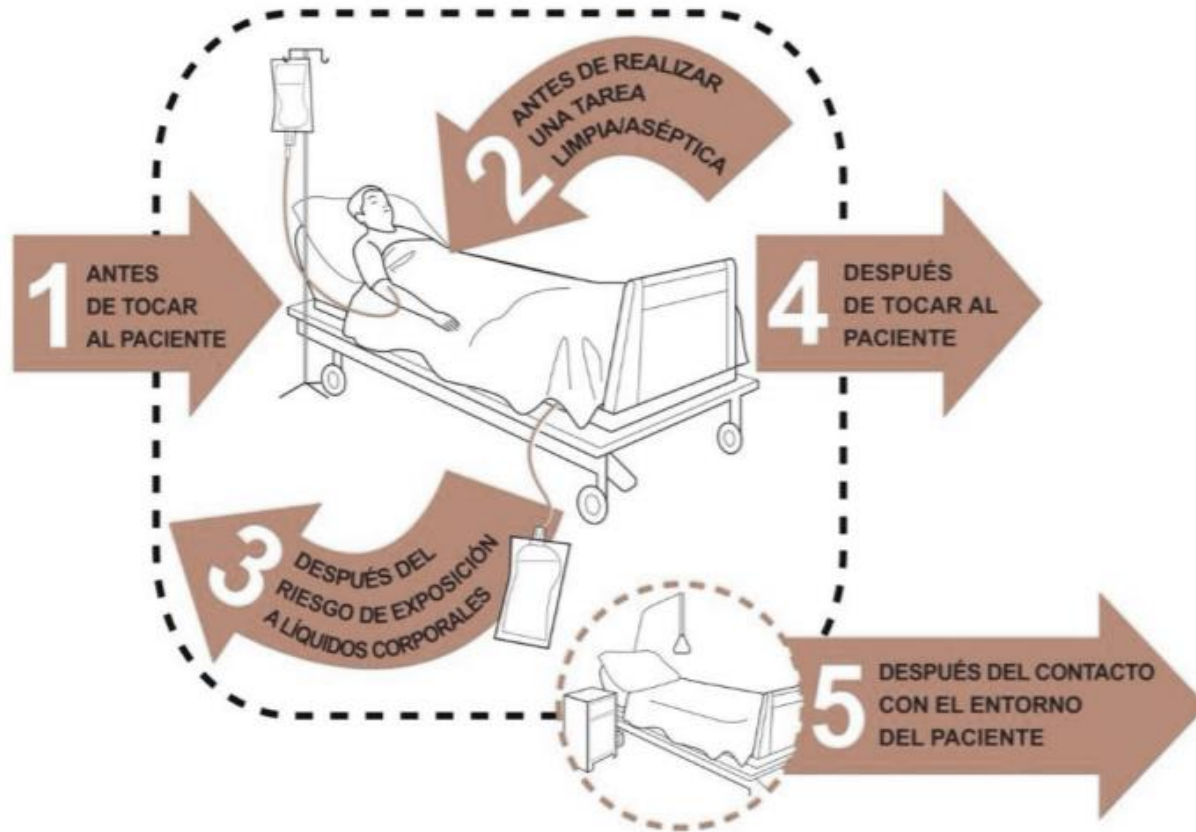 1
ANTES
DE TOCAR
AL PACIENTE
2
ANTES DE REALIZAR
UNA TAREA
LIMPIA/ASÉPTICA
3
DESPUÉS DEL
RIESGO DE EXPOSICIÓN
A LÍQUIDOS CORPORALES
4
DESPUÉS
DE TOCAR AL
PACIENTE
5
DESPUÉS DEL CONTACTO
CON EL ENTORNO
DEL PACIENTE